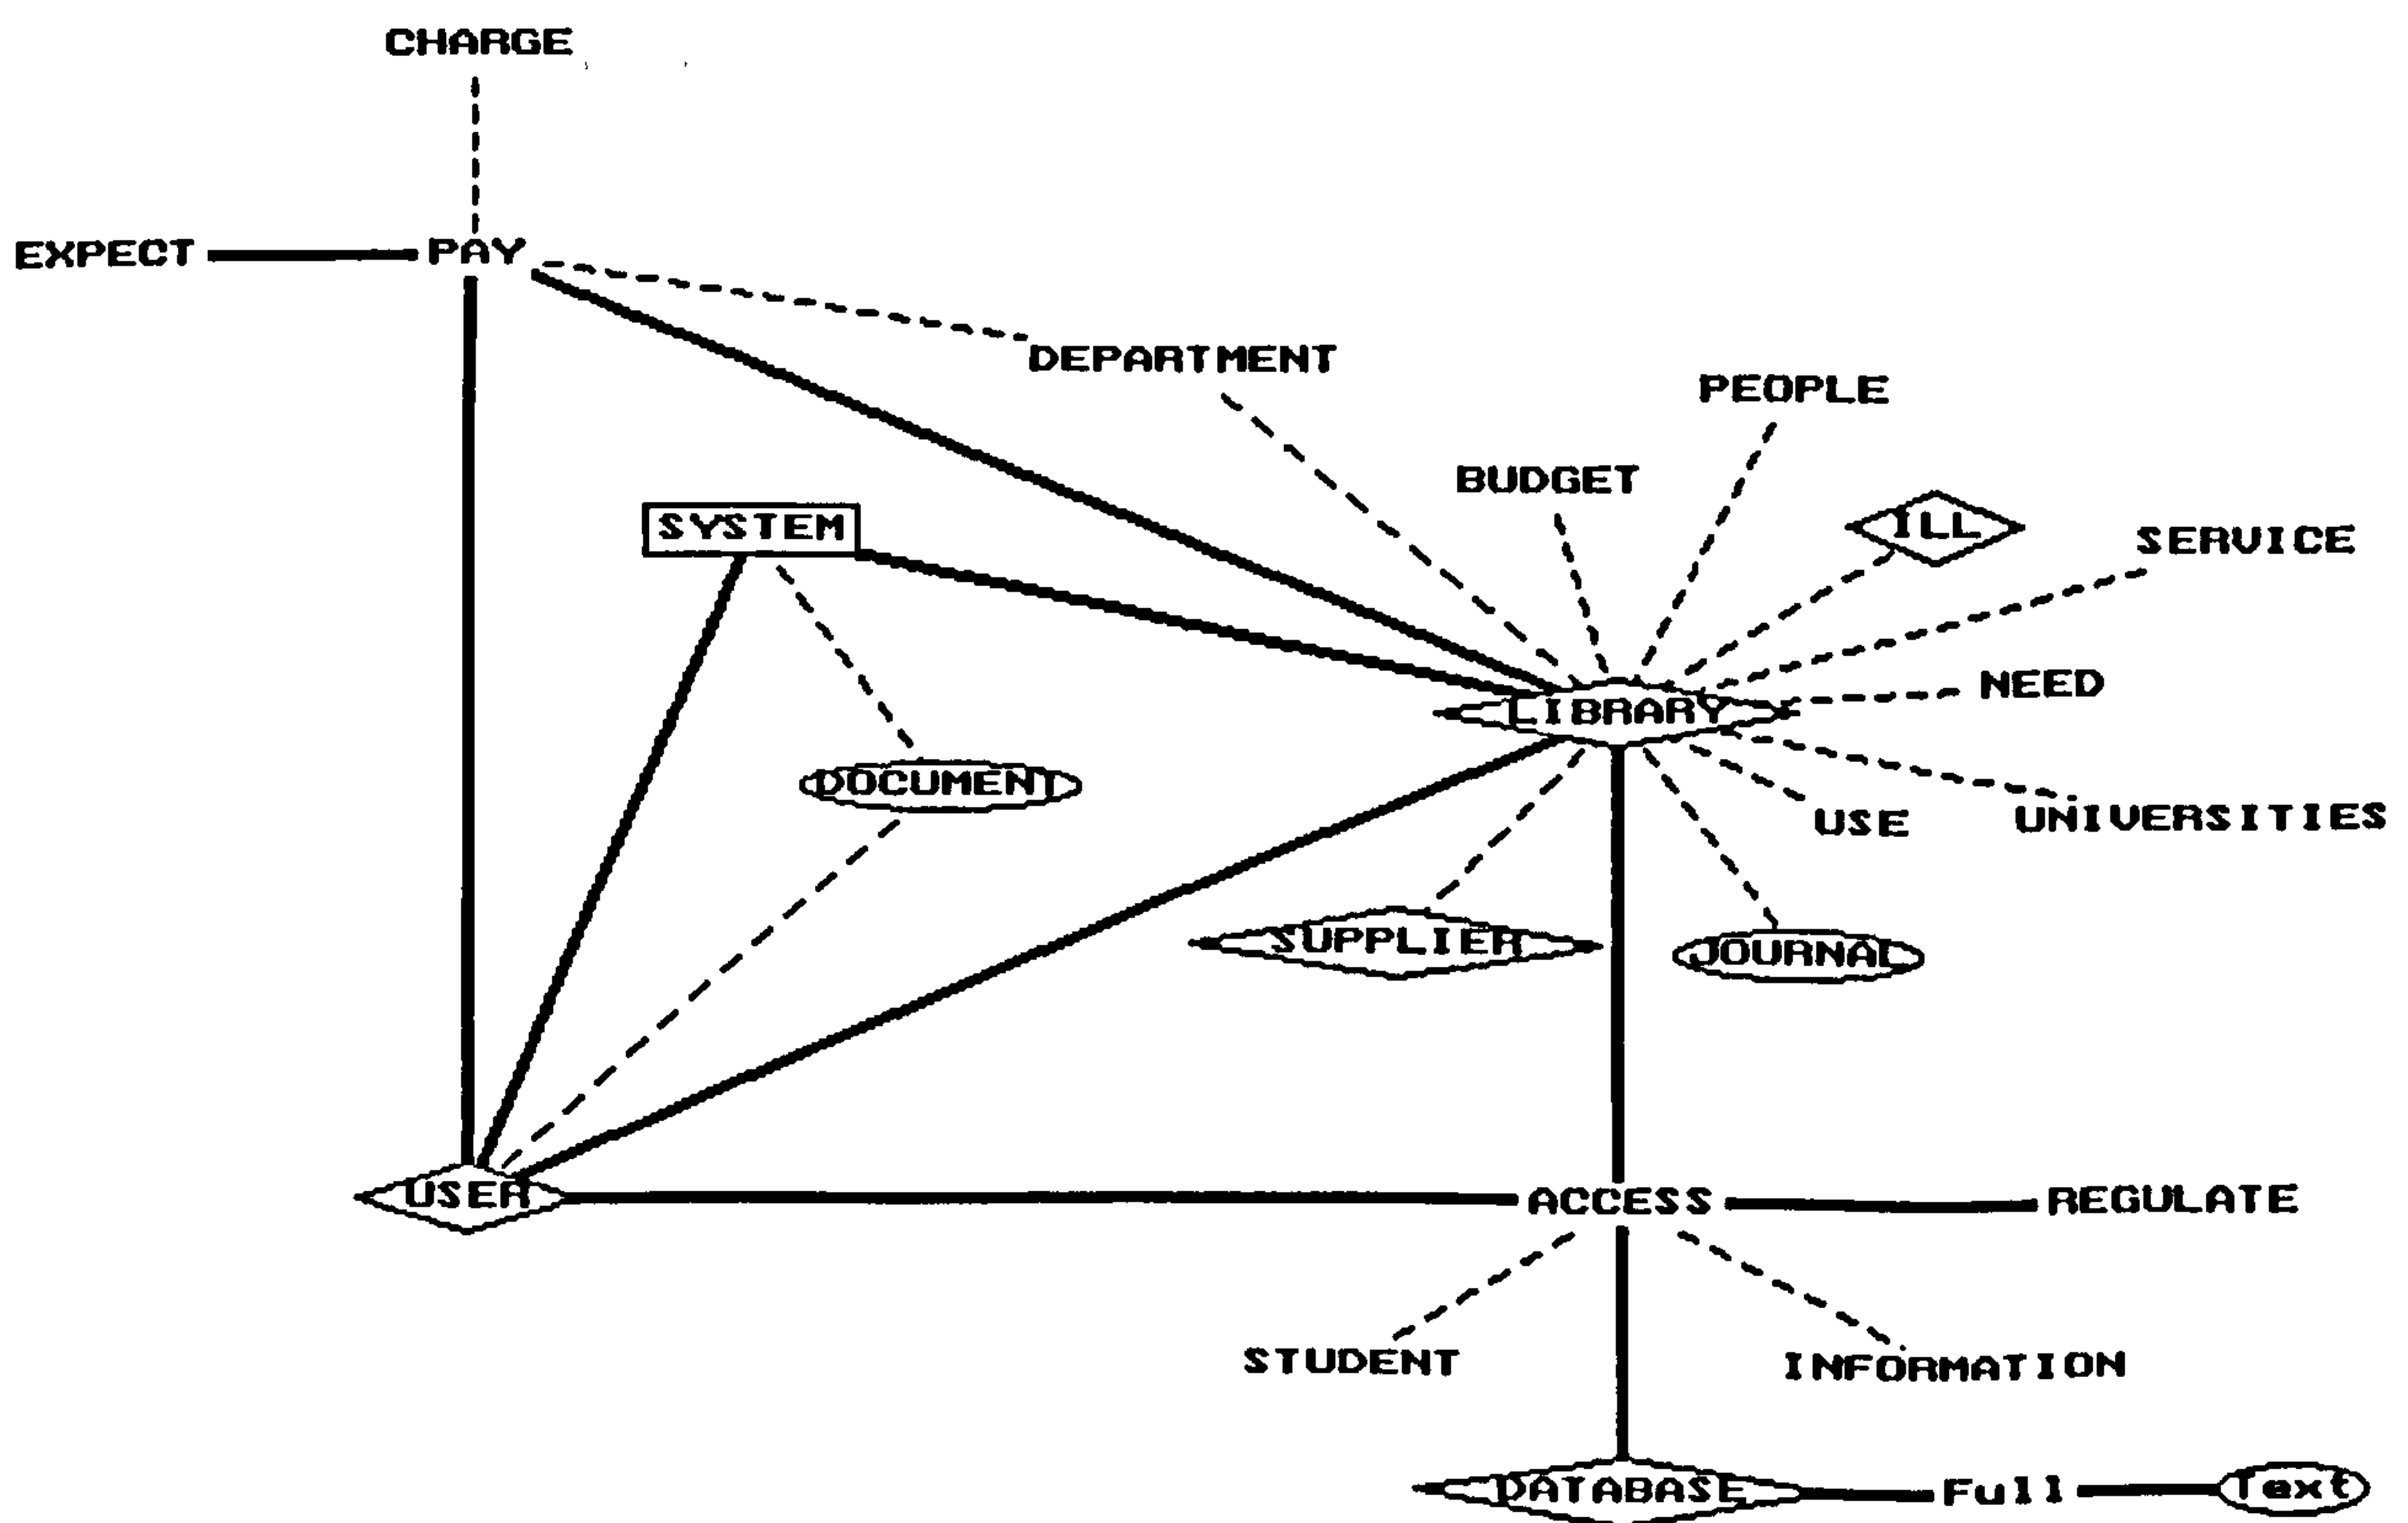 CHARGE
EXPECT
PAY
DEPARTMENT
PEOPLE
BUDGET
SYSTEM
ILL
SERVICE
NEED
LIBRARY
DOCUMENT
USE
UNIVERSITIES
SUPPLIER
JOURNAL
USER
ACCESS
REGULATE
STUDENT
INFORMATION
DATABASE
Full
Text